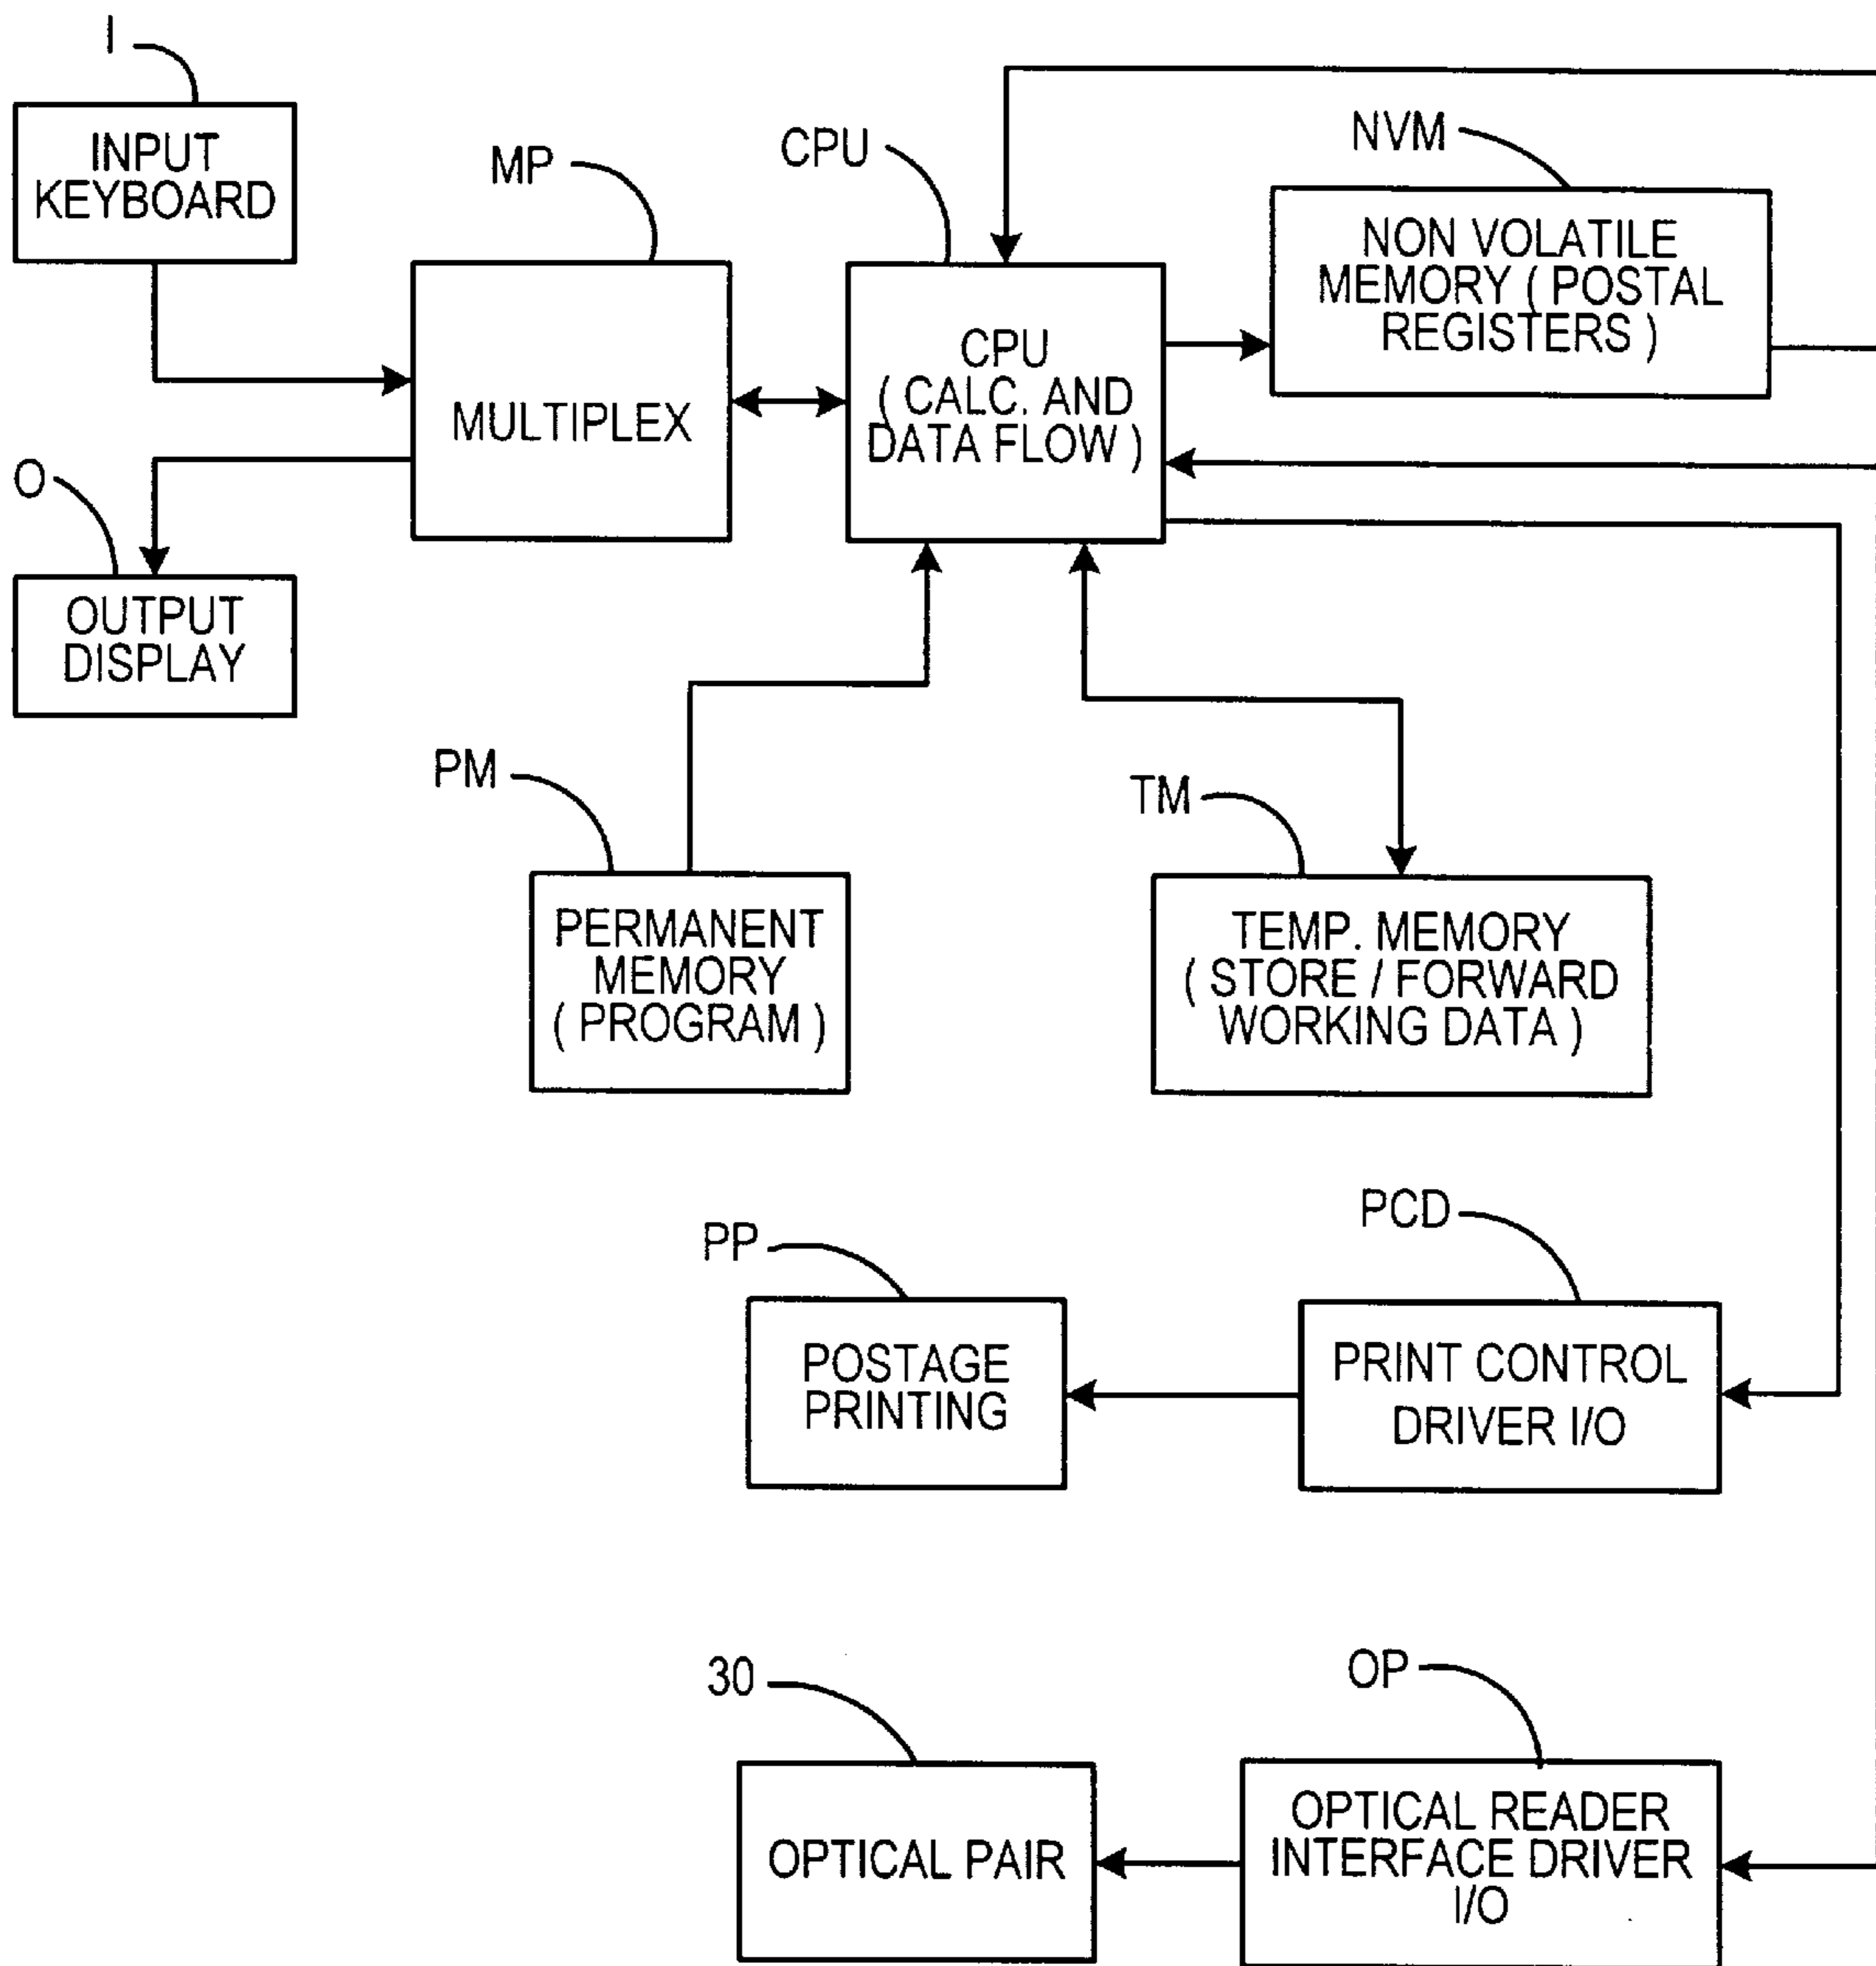 I
INPUT
KEYBOARD
MP
CPU
NVM
NON VOLATILE
MEMORY ( POSTAL
REGISTERS )
MULTIPLEX
CPU
( CALC. AND
DATA FLOW )
O
OUTPUT
DISPLAY
PM
PERMANENT
MEMORY
( PROGRAM )
TM
TEMP. MEMORY
( STORE / FORWARD
WORKING DATA )
PP
POSTAGE
PRINTING
PCD
PRINT CONTROL
DRIVER I/O
30
OPTICAL PAIR
OP
OPTICAL READER
INTERFACE DRIVER
I/O